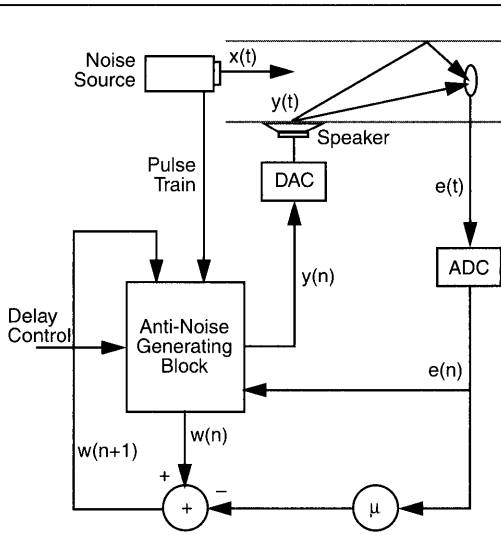 Noise
Source
x(t)
y(t)
Speaker
Pulse
Train
DAC
e(t)
y(n)
ADC
Delay
Control
Anti-Noise
Generating
Block
e(n)
w(n)
w(n+1)
+
−
+
μ